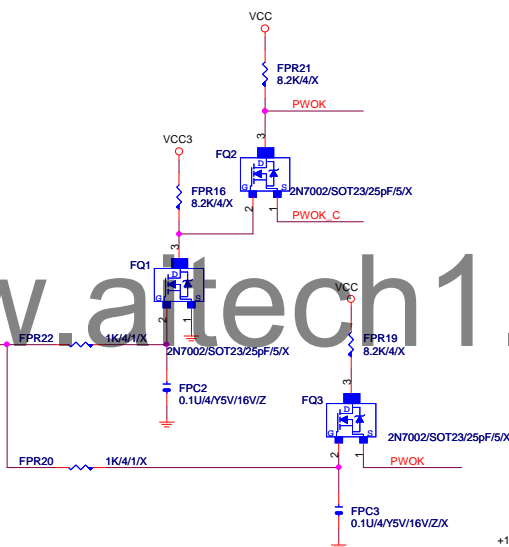 VCC
FPR21
8.2K/4/X
PWOK
3
VCC3
FQ2
D
G
S
2N7002/SOT23/25pF/5/X
FPR16
8.2K/4/X
2
1
PWOK_C
3
FQ1
D
G
S
w.alltech1.
VCC
2
1
FPR22
1K/4/1/X
2N7002/SOT23/25pF/5/X
FPR19
8.2K/4/X
3
FPC2
0.1U/4/Y5V/16V/Z
FQ3
D
G
S
2N7002/SOT23/25pF/5/X
2
1
FPR20
1K/4/1/X
PWOK
FPC3
0.1U/4/Y5V/16V/Z/X
+1